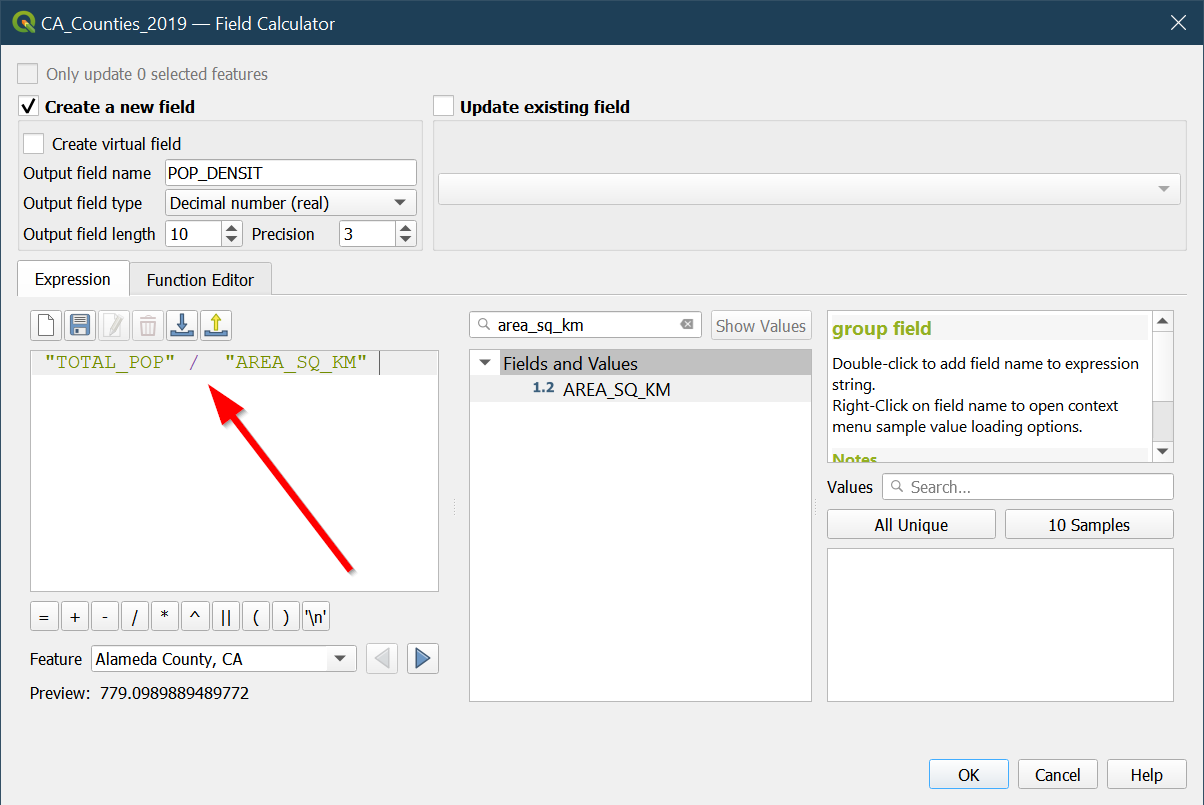 CA_Counties_2019 — Field Calculator
Only update 0 selected features
Create a new field
Update existing field
Create virtual field
Output field name POP_DENSIT
Output field type Decimal number (real)
Output field length 10 Precision 3
Expression Function Editor
"TOTAL_POP" / "AREA_SQ_KM"
= + - / * ^ || ( ) '\n'
Feature Alameda County, CA
Preview: 779.0989889489772
area_sq_km Show Values
Fields and Values
1.2 AREA_SQ_KM
group field
Double-click to add field name to expression
string.
Right-Click on field name to open context
menu sample value loading options.
Notes
Values Search...
All Unique 10 Samples
OK Cancel Help